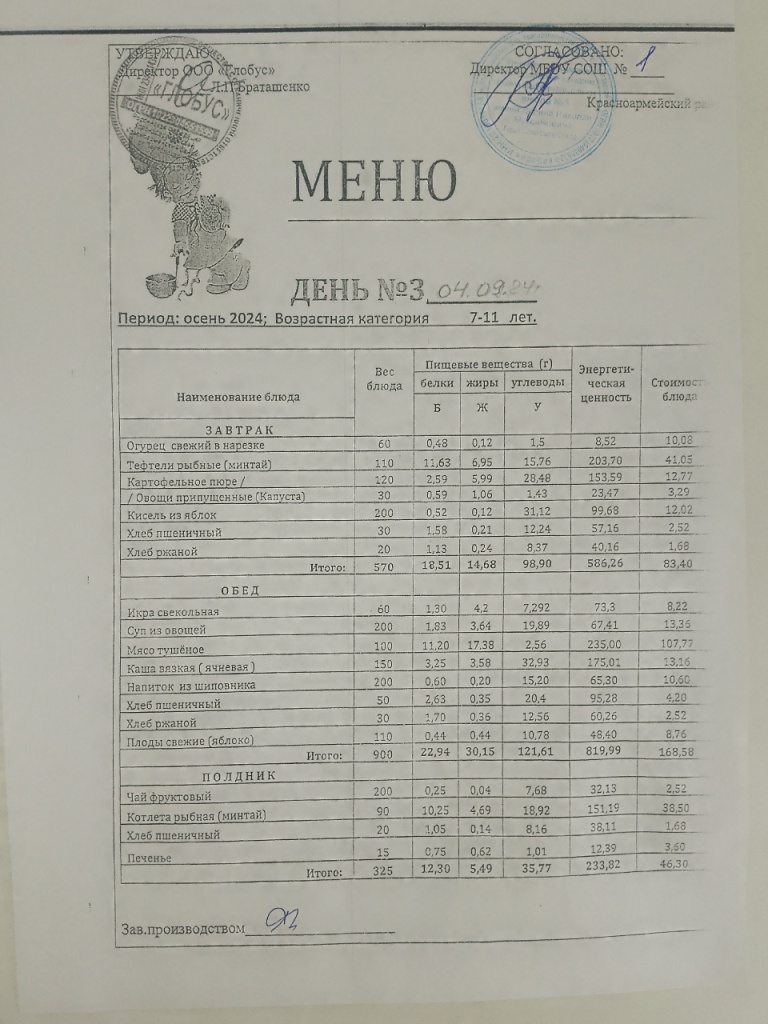 УТВЕРЖДАЮ
Директор ООО «Глобус»
Л.П.Браташенко
«ГЛОБУС»
СОГЛАСОВАНО:
Директор МБОУ СОШ № 1
Красноармейский
МЕНЮ
ДЕНЬ №3 04.09.24г
Период: осень 2024; Возрастная категория 7-11 лет.
Наименование блюда Вес блюда Пищевые вещества (г) Энергети-ческая ценность Стоимость блюда
белки жиры углеводы
Б Ж У
ЗАВТРАК
Огурец свежий в нарезке 60 0,48 0,12 1,5 8,52 10,08
Тефтели рыбные (минтай) 110 11,63 6,95 15,76 203,70 41,05
Картофельное пюре / 120 2,59 5,99 28,48 153,59 12,77
/ Овощи припущенные (Капуста) 30 0,59 1,06 1.43 23,47 3,29
Кисель из яблок 200 0,52 0,12 31,12 99,68 12,02
Хлеб пшеничный 30 1,58 0,21 12,24 57,16 2,52
Хлеб ржаной 20 1,13 0,24 8,37 40,16 1,68
Итого: 570 18,51 14,68 98,90 586,26 83,40
ОБЕД
Икра свекольная 60 1,30 4.2 7,292 73,3 8,22
Суп из овощей 200 1,83 3,64 19,89 67,41 13,36
Мясо тушёное 100 11,20 17,38 2,56 235,00 107,77
Каша вязкая ( ячневая ) 150 3,25 3,58 32,93 175,01 13,16
Напиток из шиповника 200 0,60 0,20 15,20 65,30 10,60
Хлеб пшеничный 50 2,63 0,35 20,4 95,28 4,20
Хлеб ржаной 30 1,70 0,36 12,56 60,26 2,52
Плоды свежие (яблоко) 110 0,44 0,44 10,78 48,40 8,76
Итого: 900 22,94 30,15 121,61 819,99 168,58
ПОЛДНИК
Чай фруктовый 200 0,25 0,04 7,68 32,13 2,52
Котлета рыбная (минтай) 90 10,25 4,69 18,92 151,19 38,50
Хлеб пшеничный 20 1,05 0,14 8,16 38,11 1,68
Печенье 15 0,75 0,62 1,01 12,39 3,60
Итого: 325 12,30 5,49 35,77 233,82 46,30
Зав.производством